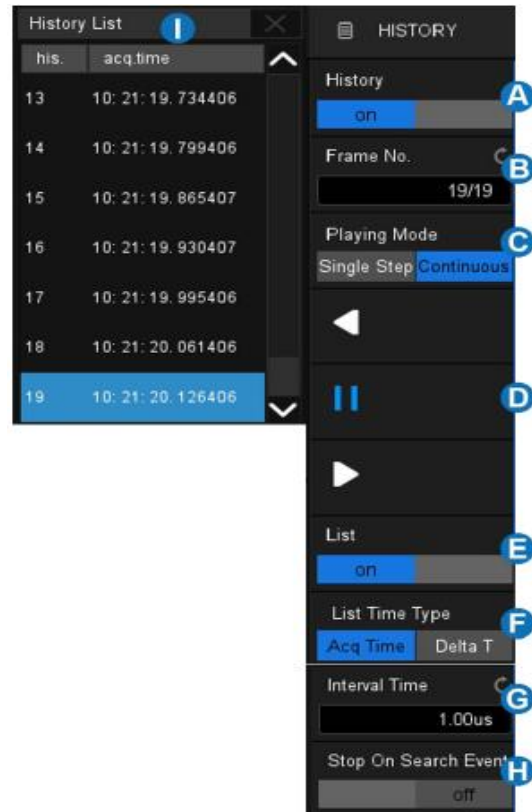 History List I
his. acq.time
13 10: 21: 19. 734406
14 10: 21: 19. 799406
15 10: 21: 19. 865407
16 10: 21: 19. 930407
17 10: 21: 19. 995406
18 10: 21: 20. 061406
19 10: 21: 20. 126406
HISTORY
History
A
on
Frame No.
B
19/19
Playing Mode
C
Single Step Continuous
D
List
E
on
List Time Type
F
Acq Time Delta T
Interval Time
G
1.00us
Stop On Search Event
H
off